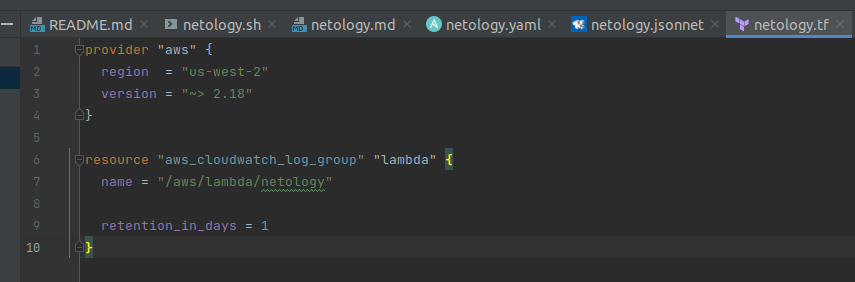 README.md netology.sh netology.md netology.yaml netology.jsonnet netology.tf
1 provider "aws" {
2 region  = "us-west-2"
3 version = "~> 2.18"
4 }
5
6 resource "aws_cloudwatch_log_group" "lambda" {
7 name = "/aws/lambda/netology"
8
9 retention_in_days = 1
10 }